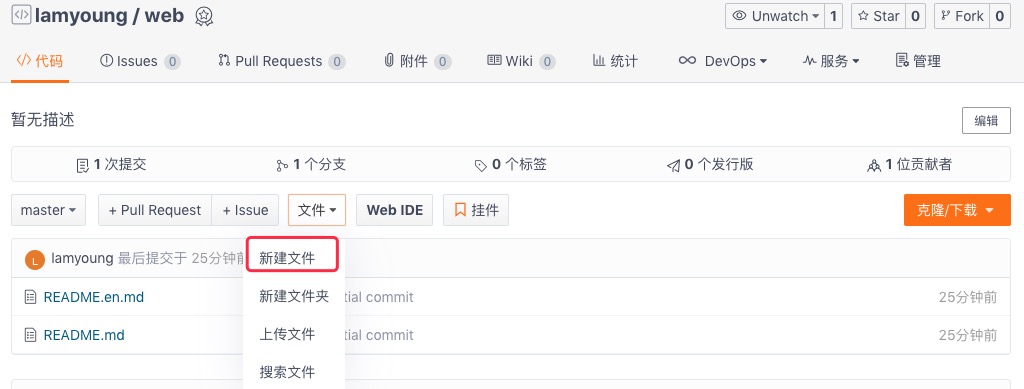 lamyoung / web
Unwatch 1 Star 0 Fork 0
代码 Issues 0 Pull Requests 0 附件 0 Wiki 0 统计 DevOps 服务 管理
暂无描述 编辑
1 次提交 1 个分支 0 个标签 0 个发行版 1 位贡献者
master + Pull Request + Issue 文件 Web IDE 挂件 克隆/下载
L lamyoung 最后提交于 25分钟前
新建文件
README.en.md tial commit 25分钟前
新建文件夹
README.md tial commit 25分钟前
上传文件
搜索文件